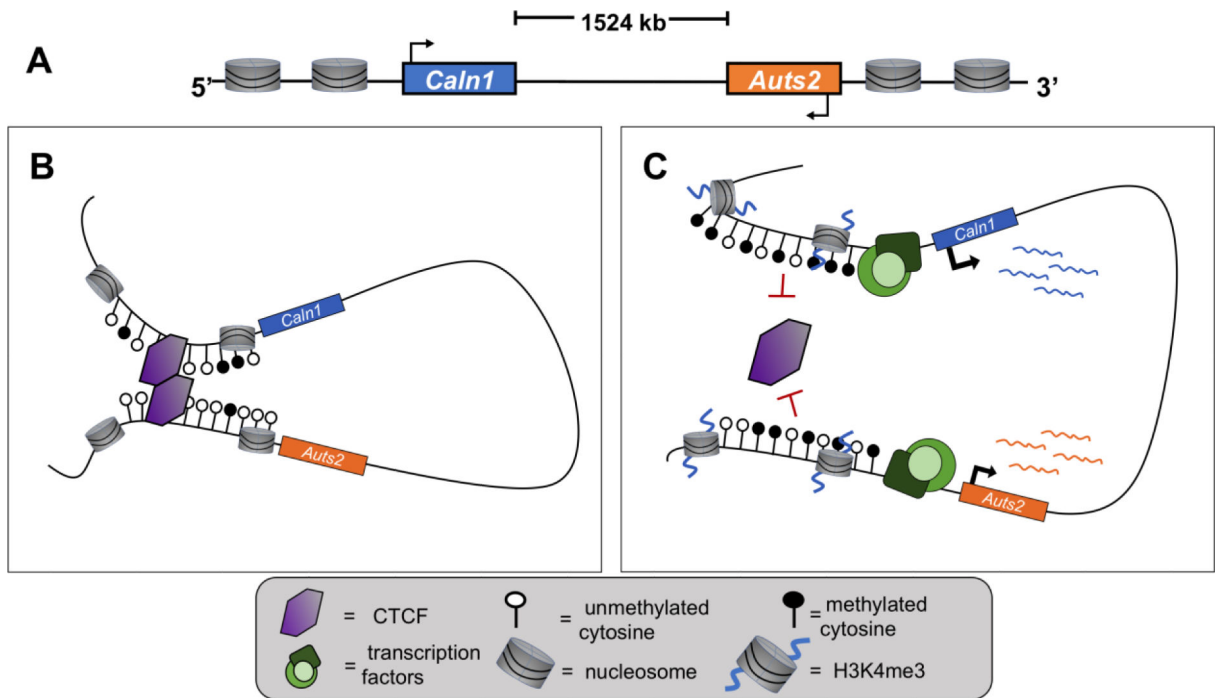 1524 kb
A
5’
Caln1
Auts2
3’
B
Caln1
Auts2
C
Caln1
Auts2
= CTCF
= unmethylated
cytosine
= methylated
cytosine
= transcription
factors
= nucleosome
= H3K4me3